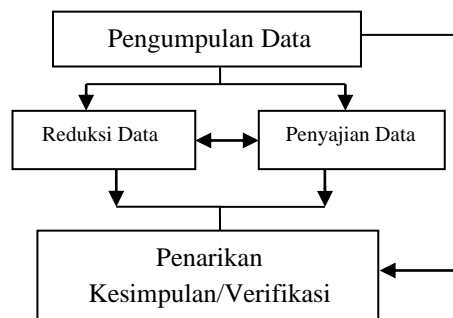 Pengumpulan Data
Reduksi Data
Penyajian Data
Penarikan
Kesimpulan/Verifikasi